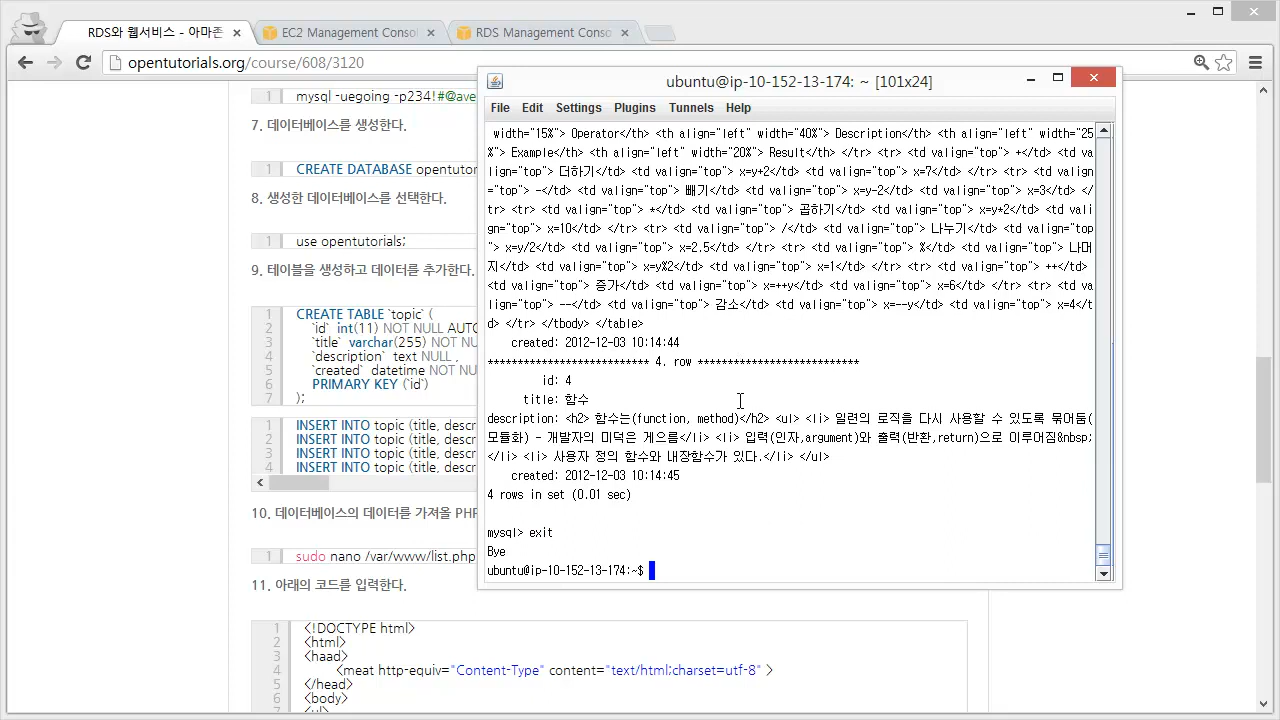 RDS와 웹서비스 - 아마존
EC2 Management Conso
RDS Management Conso
opentutorials.org/course/608/3120
1 mysql -uegoing -p234!#@ave
7. 데이터베이스를 생성한다.
1 CREATE DATABASE opentutor
8. 생성한 데이터베이스를 선택한다.
1 use opentutorials;
9. 테이블을 생성하고 데이터를 추가한다.
1 CREATE TABLE `topic` (
2 `id` int(11) NOT NULL AUTO
3 `title` varchar(255) NOT NU
4 `description` text NULL ,
5 `created` datetime NOT NUL
6 PRIMARY KEY (`id`)
7 );
1 INSERT INTO topic (title, descr
2 INSERT INTO topic (title, descr
3 INSERT INTO topic (title, descr
4 INSERT INTO topic (title, descr
10. 데이터베이스의 데이터를 가져올 PHP
1 sudo nano /var/www/list.php
11. 아래의 코드를 입력한다.
1 <!DOCTYPE html>
2 <html>
3 <haad>
4 <meat http-equiv="Content-Type" content="text/html;charset=utf-8" >
5 </head>
6 <body>
7 <ul>
ubuntu@ip-10-152-13-174: ~ [101x24]
File Edit Settings Plugins Tunnels Help
width="15%"> Operator</th> <th align="left" width="40%"> Description</th> <th align="left" width="25
%"> Example</th> <th align="left" width="20%"> Result</th> </tr> <tr> <td valign="top"> +</td> <td va
lign="top"> 더하기</td> <td valign="top"> x=y+2</td> <td valign="top"> x=7</td> </tr> <tr> <td valign
="top"> -</td> <td valign="top"> 빼기</td> <td valign="top"> x=y-2</td> <td valign="top"> x=3</td> </
tr> <tr> <td valign="top"> *</td> <td valign="top"> 곱하기</td> <td valign="top"> x=y*2</td> <td vali
gn="top"> x=10</td> </tr> <tr> <td valign="top"> /</td> <td valign="top"> 나누기</td> <td valign="top
"> x=y/2</td> <td valign="top"> x=2.5</td> </tr> <tr> <td valign="top"> %</td> <td valign="top"> 나머
지</td> <td valign="top"> x=y%2</td> <td valign="top"> x=1</td> </tr> <tr> <td valign="top"> ++</td>
<td valign="top"> 증가</td> <td valign="top"> x=++y</td> <td valign="top"> x=6</td> </tr> <tr> <td va
lign="top"> --</td> <td valign="top"> 감소</td> <td valign="top"> x=--y</td> <td valign="top"> x=4</t
d> </tr> </tbody> </table>
created: 2012-12-03 10:14:44
*************************** 4. row ***************************
id: 4
title: 함수
description: <h2> 함수는(function, method)</h2> <ul> <li> 일련의 로직을 다시 사용할 수 있도록 묶어둠(
모듈화) - 개발자의 미덕은 게으름</li> <li> 입력(인자,argument)와 출력(반환,return)으로 이루어짐&nbsp;
</li> <li> 사용자 정의 함수와 내장함수가 있다.</li> </ul>
created: 2012-12-03 10:14:45
4 rows in set (0.01 sec)
mysql> exit
Bye
ubuntu@ip-10-152-13-174:~$